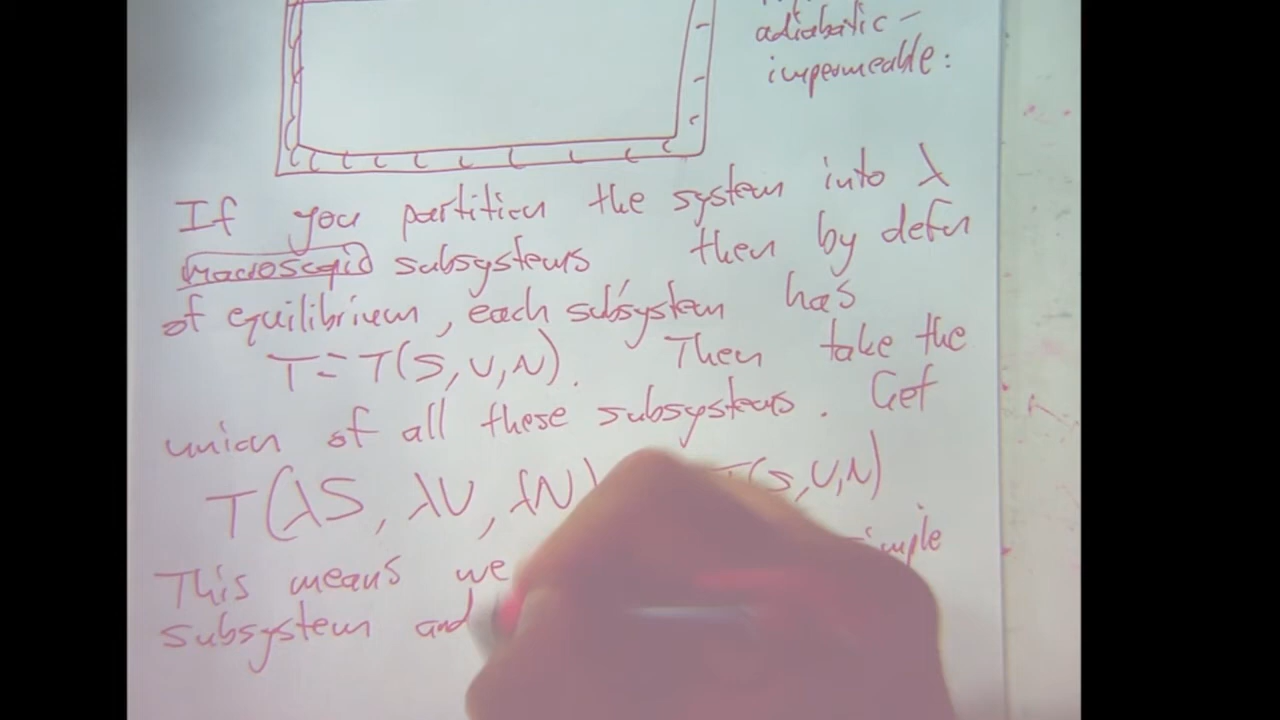 adiabatic-
impermeable:
If you partition the system into λ
macroscopic subsystems then by defn
of equilibrium, each subsystem has
T = T(S, U, N). Then take the
union of all these subsystems. Get
T(λS, λU, λN) T(S, U, N)
This means we simple
subsystem and